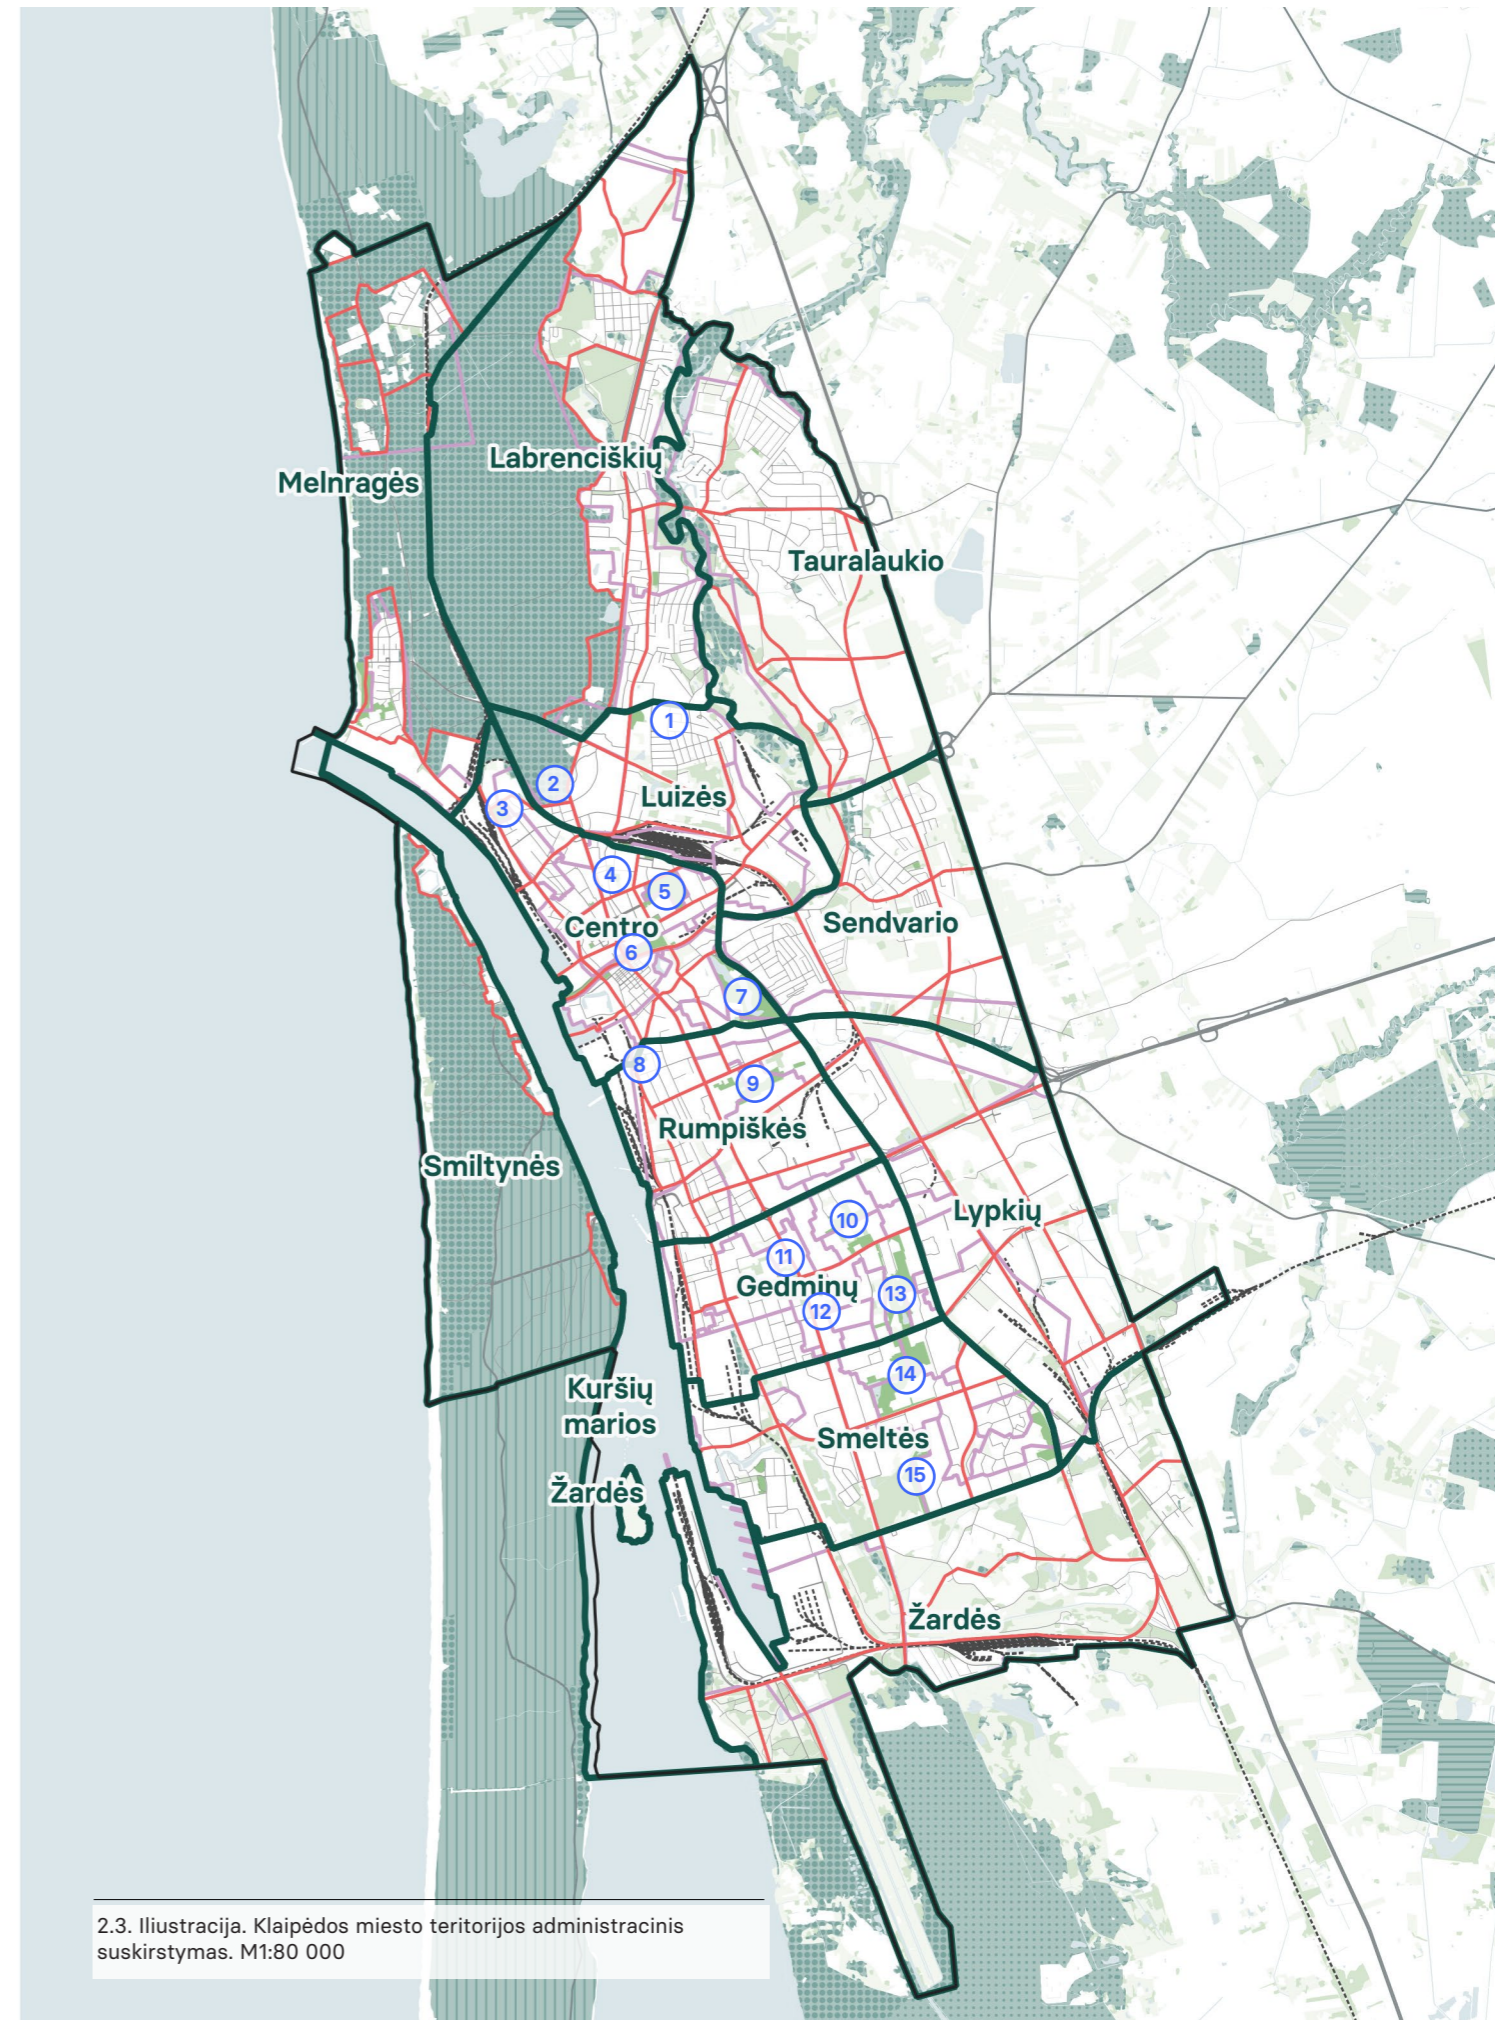 Labrenciškių
Melnragės
Tauralaukio
1
2
Luizės
3
4
5
Centro
Sendvario
6
7
8
9
Rumpiškės
Smiltynės
Lypkių
10
11
Gedminų
13
12
14
Kuršių
marios
Smeltės
15
Žardės
Žardės
2.3. Iliustracija. Klaipėdos miesto teritorijos administracinis
suskirstymas. M1:80 000